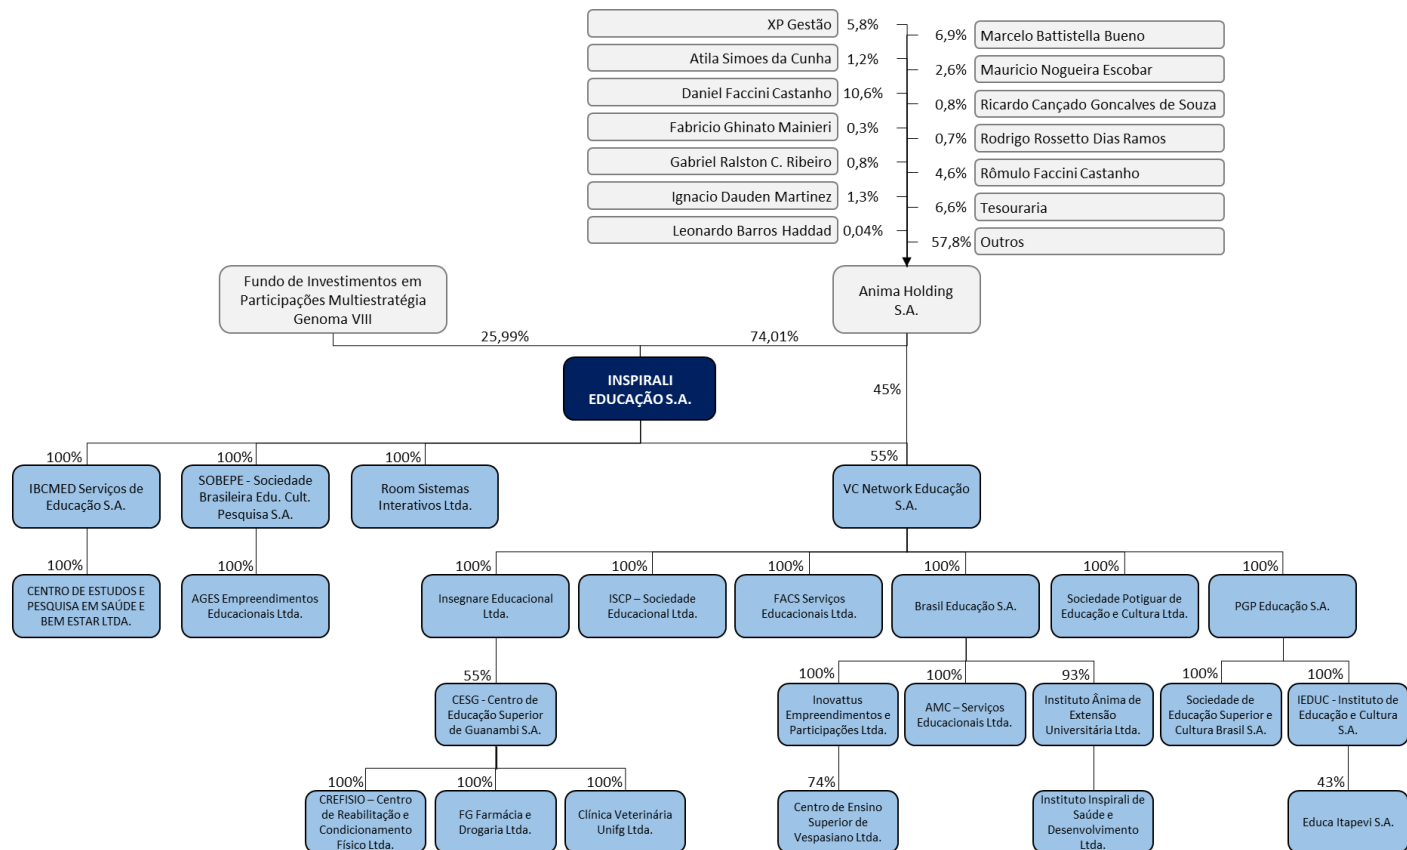 XP Gestão 5,8%
6,9% Marcelo Battistella Bueno
Atila Simoes da Cunha 1,2%
2,6% Mauricio Nogueira Escobar
Daniel Faccini Castanho 10,6%
0,8% Ricardo Cançado Goncalves de Souza
Fabricio Ghinato Mainieri 0,3%
0,7% Rodrigo Rossetto Dias Ramos
Gabriel Ralston C. Ribeiro 0,8%
4,6% Rômulo Faccini Castanho
Ignacio Dauden Martinez 1,3%
6,6% Tesouraria
Leonardo Barros Haddad 0,04%
57,8% Outros
Fundo de Investimentos em
Participações Multiestratégia
Genoma VIII
Anima Holding
S.A.
25,99%
74,01%
INSPIRALI
EDUCAÇÃO S.A.
45%
100%
100%
100%
55%
IBCMED Serviços de
Educação S.A.
SOBEPE - Sociedade
Brasileira Edu. Cult.
Pesquisa S.A.
Room Sistemas
Interativos Ltda.
VC Network Educação
S.A.
100%
100%
100%
100%
100%
100%
100%
100%
CENTRO DE ESTUDOS E
PESQUISA EM SAÚDE E
BEM ESTAR LTDA.
AGES Empreendimentos
Educacionais Ltda.
Insegnare Educacional
Ltda.
ISCP – Sociedade
Educacional Ltda.
FACS Serviços
Educacionais Ltda.
Brasil Educação S.A.
Sociedade Potiguar de
Educação e Cultura Ltda.
PGP Educação S.A.
55%
100%
100%
93%
100%
100%
CESG - Centro de
Educação Superior
de Guanambi S.A.
Inovattus
Empreendimentos e
Participações Ltda.
AMC – Serviços
Educacionais Ltda.
Instituto Ânima de
Extensão
Universitária Ltda.
Sociedade de
Educação Superior e
Cultura Brasil S.A.
IEDUC - Instituto de
Educação e Cultura
S.A.
100%
100%
100%
74%
43%
CREFISIO – Centro
de Reabilitação e
Condicionamento
Físico Ltda.
FG Farmácia e
Drogaria Ltda.
Clínica Veterinária
Unifg Ltda.
Centro de Ensino
Superior de
Vespasiano Ltda.
Instituto Inspirali de
Saúde e
Desenvolvimento
Ltda.
Educa Itapevi S.A.